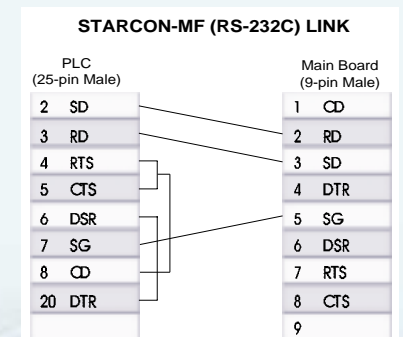 STARCON-MF (RS-232C) LINK
PLC
(25-pin Male)
2 SD
3 RD
4 RTS
5 CTS
6 DSR
7 SG
8 CD
20 DTR
Main Board
(9-pin Male)
1 CD
2 RD
3 SD
4 DTR
5 SG
6 DSR
7 RTS
8 CTS
9